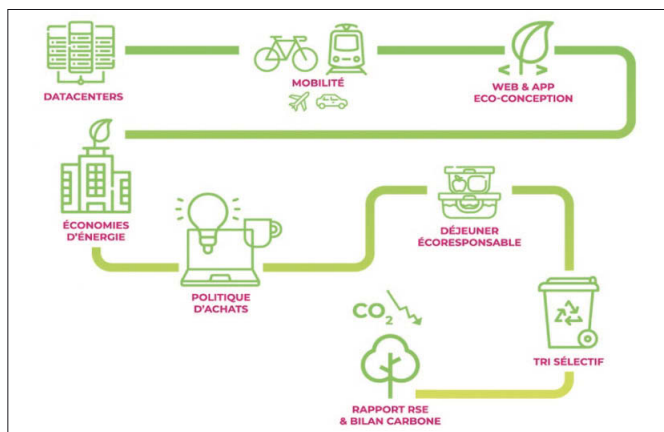 DATACENTERS
MOBILITÉ
WEB & APP
ECO-CONCEPTION
< >
ÉCONOMIES
D'ÉNERGIE
POLITIQUE
D'ACHATS
DÉJEUNER
ÉCORESPONSABLE
TRI SÉLECTIF
CO2
RAPPORT RSE
& BILAN CARBONE